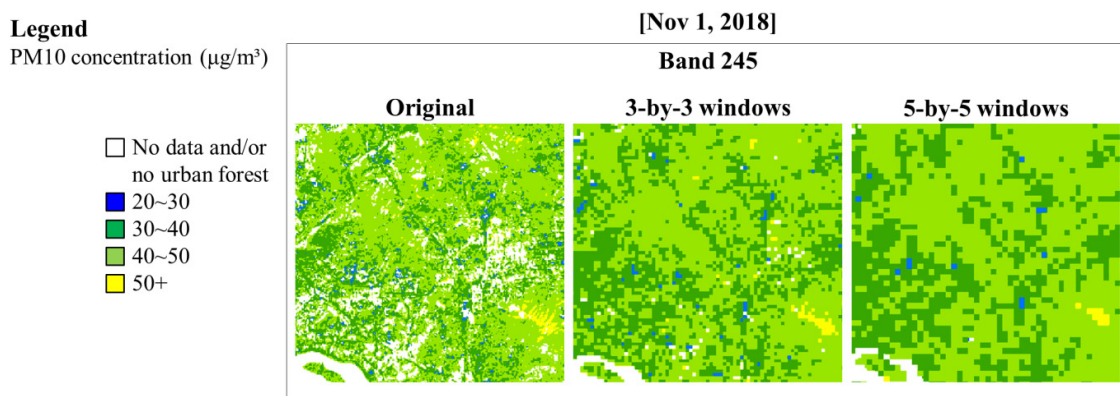 Legend
PM10 concentration (μg/m³)
No data and/or
no urban forest
20~30
30~40
40~50
50+
[Nov 1, 2018]
Band 245
Original
3-by-3 windows
5-by-5 windows